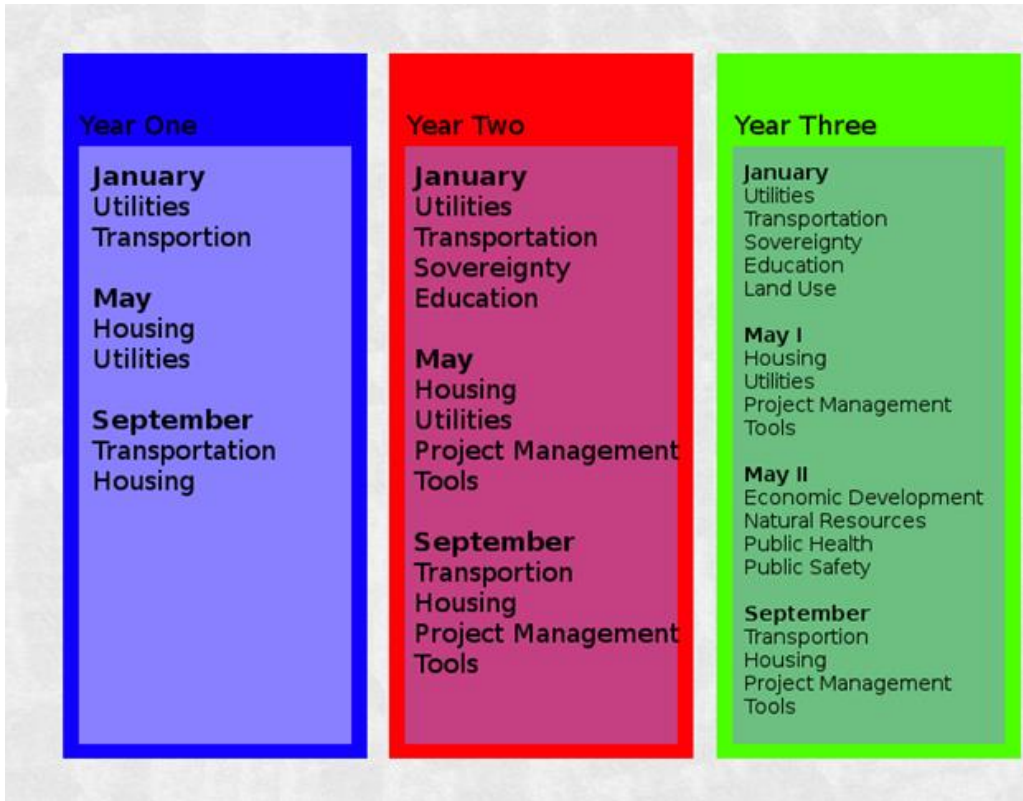 Year One
January
Utilities
Transportion
May
Housing
Utilities
September
Transportation
Housing
Year Two
January
Utilities
Transportation
Sovereignty
Education
May
Housing
Utilities
Project Management
Tools
September
Transportion
Housing
Project Management
Tools
Year Three
January
Utilities
Transportation
Sovereignty
Education
Land Use
May I
Housing
Utilities
Project Management
Tools
May II
Economic Development
Natural Resources
Public Health
Public Safety
September
Transportion
Housing
Project Management
Tools